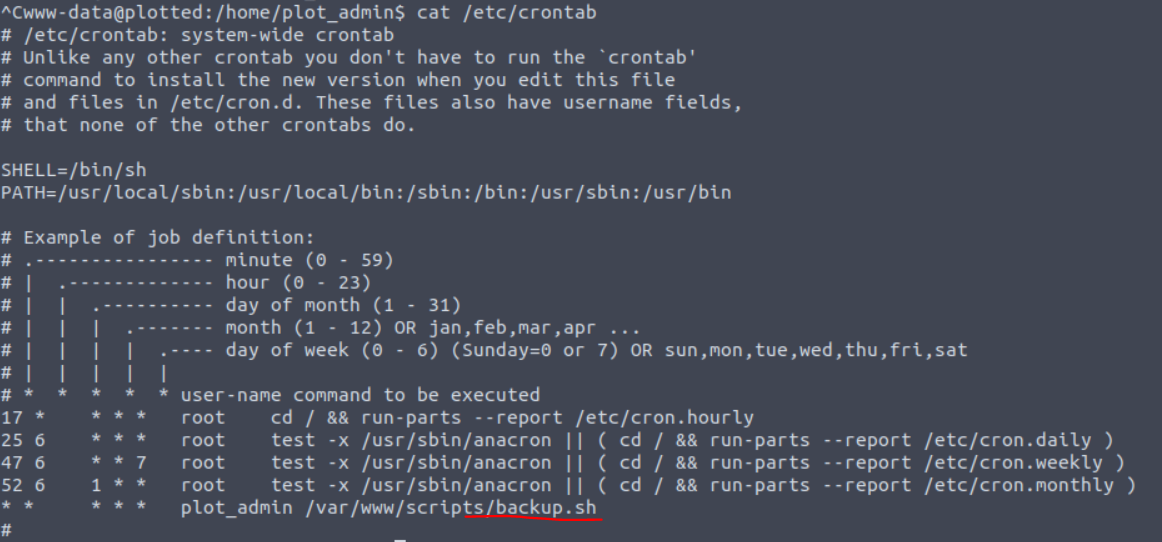 ^Cwww-data@plotted:/home/plot_admin$ cat /etc/crontab
# /etc/crontab: system-wide crontab
# Unlike any other crontab you don't have to run the `crontab'
# command to install the new version when you edit this file
# and files in /etc/cron.d. These files also have username fields,
# that none of the other crontabs do.

SHELL=/bin/sh
PATH=/usr/local/sbin:/usr/local/bin:/sbin:/bin:/usr/sbin:/usr/bin

# Example of job definition:
# .---------------- minute (0 - 59)
# |  .------------- hour (0 - 23)
# |  |  .---------- day of month (1 - 31)
# |  |  |  .------- month (1 - 12) OR jan,feb,mar,apr ...
# |  |  |  |  .---- day of week (0 - 6) (Sunday=0 or 7) OR sun,mon,tue,wed,thu,fri,sat
# |  |  |  |  |
# *  *  *  *  * user-name command to be executed
17 *    * * *   root    cd / && run-parts --report /etc/cron.hourly
25 6    * * *   root    test -x /usr/sbin/anacron || ( cd / && run-parts --report /etc/cron.daily )
47 6    * * 7   root    test -x /usr/sbin/anacron || ( cd / && run-parts --report /etc/cron.weekly )
52 6    1 * *   root    test -x /usr/sbin/anacron || ( cd / && run-parts --report /etc/cron.monthly )
* *     * * *   plot_admin /var/www/scripts/backup.sh
#